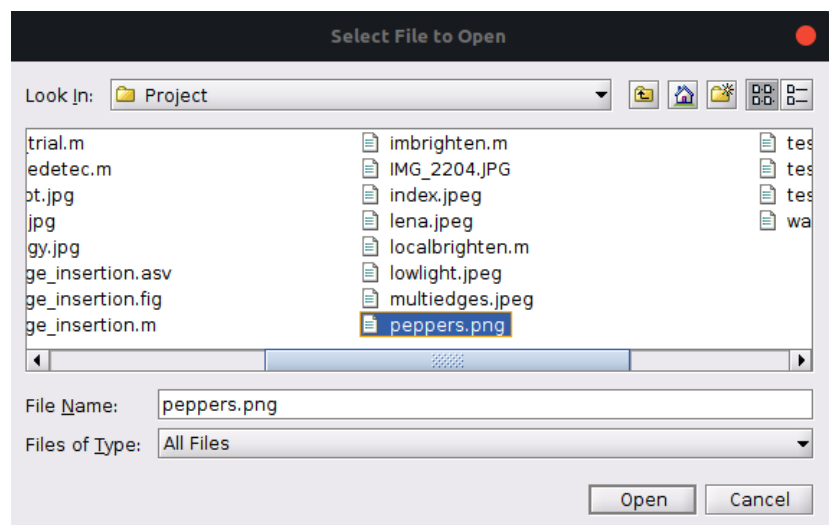 Select File to Open
Look In: Project
trial.m
edetec.m
pt.jpg
jpg
gy.jpg
ge_insertion.asv
ge_insertion.fig
ge_insertion.m
imbrighten.m
IMG_2204.JPG
index.jpeg
lena.jpeg
localbrighten.m
lowlight.jpeg
multiedges.jpeg
peppers.png
tes
tes
tes
wa
File Name: peppers.png
Files of Type: All Files
Open Cancel